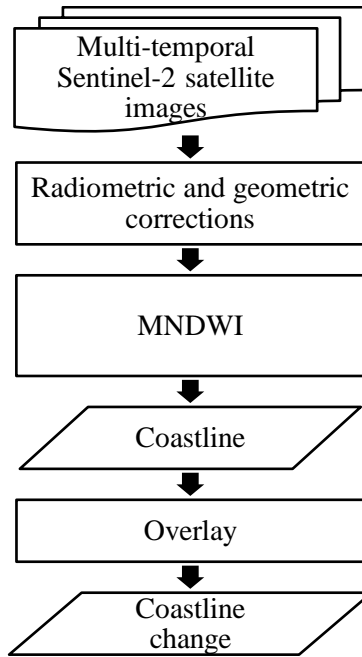 Multi-temporal
Sentinel-2 satellite
images
Radiometric and geometric
corrections
MNDWI
Coastline
Overlay
Coastline
change